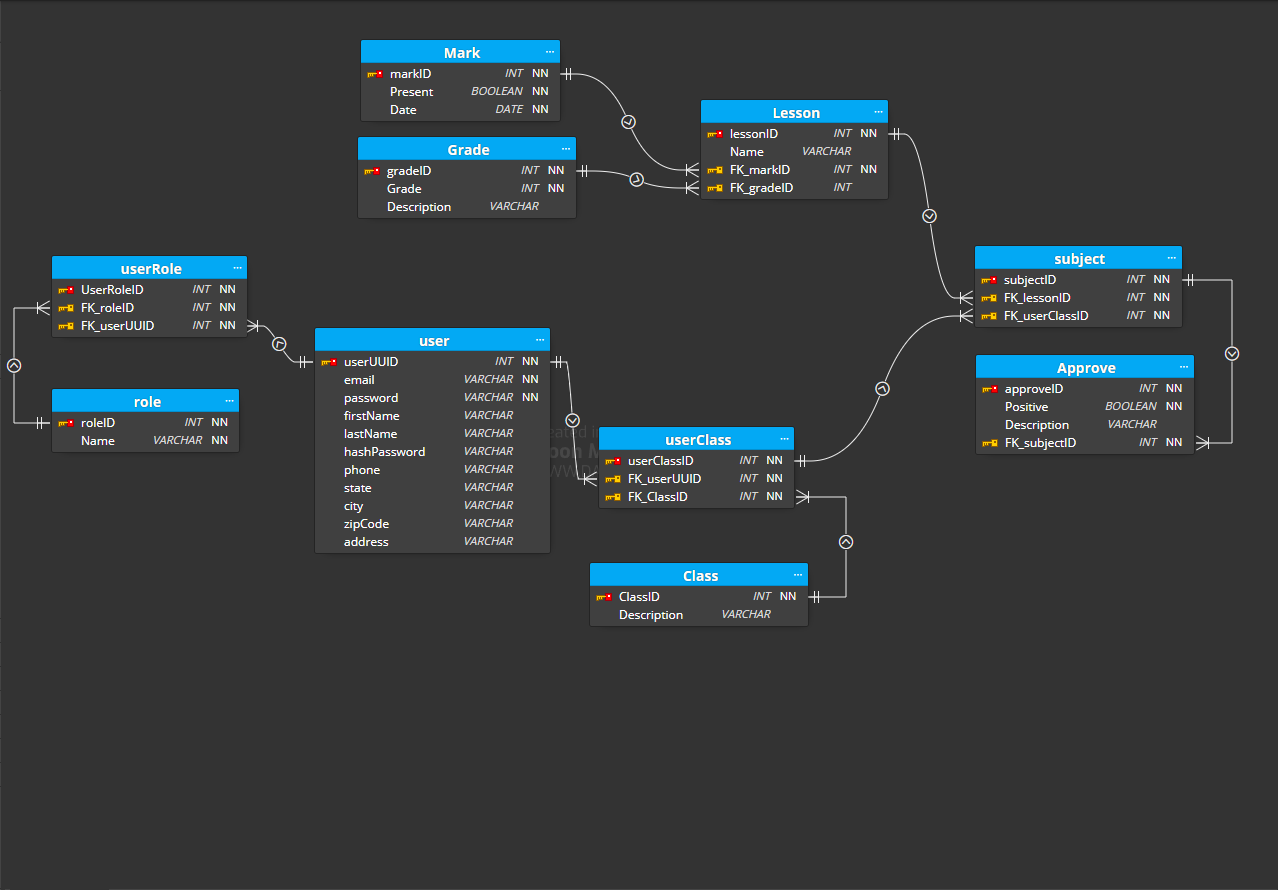 Mark ...
markID INT NN
Present BOOLEAN NN
Date DATE NN
Grade ...
gradeID INT NN
Grade INT NN
Description VARCHAR
Lesson ...
lessonID INT NN
Name VARCHAR
FK_markID INT NN
FK_gradeID INT
userRole ...
UserRoleID INT NN
FK_roleID INT NN
FK_userUUID INT NN
role ...
roleID INT NN
Name VARCHAR NN
user ...
userUUID INT NN
email VARCHAR NN
password VARCHAR NN
firstName VARCHAR
lastName VARCHAR
hashPassword VARCHAR
phone VARCHAR
state VARCHAR
city VARCHAR
zipCode VARCHAR
address VARCHAR
subject ...
subjectID INT NN
FK_lessonID INT NN
FK_userClassID INT NN
Approve ...
approveID INT NN
Positive BOOLEAN NN
Description VARCHAR
FK_subjectID INT NN
userClass ...
userClassID INT NN
FK_userUUID INT NN
FK_ClassID INT NN
Class ...
ClassID INT NN
Description VARCHAR